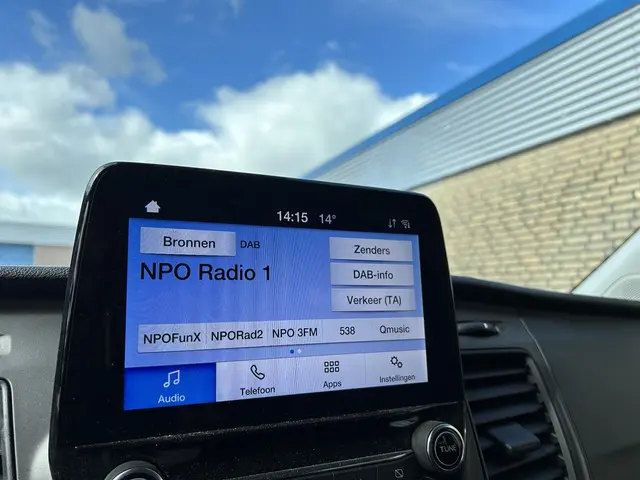 14:15 14°
Bronnen DAB Zenders
NPO Radio 1 DAB-info
Verkeer (TA)
NPOFunX NPORad2 NPO 3FM 538 Qmusic
Audio Telefoon Apps Instellingen
TUNE